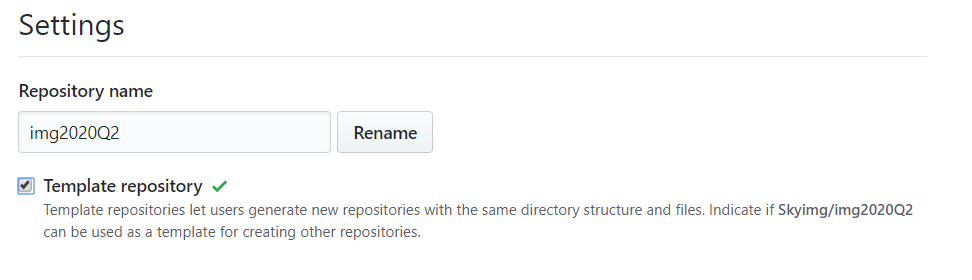 Settings
Repository name
img2020Q2 Rename
Template repository
Template repositories let users generate new repositories with the same directory structure and files. Indicate if Skyimg/img2020Q2
can be used as a template for creating other repositories.